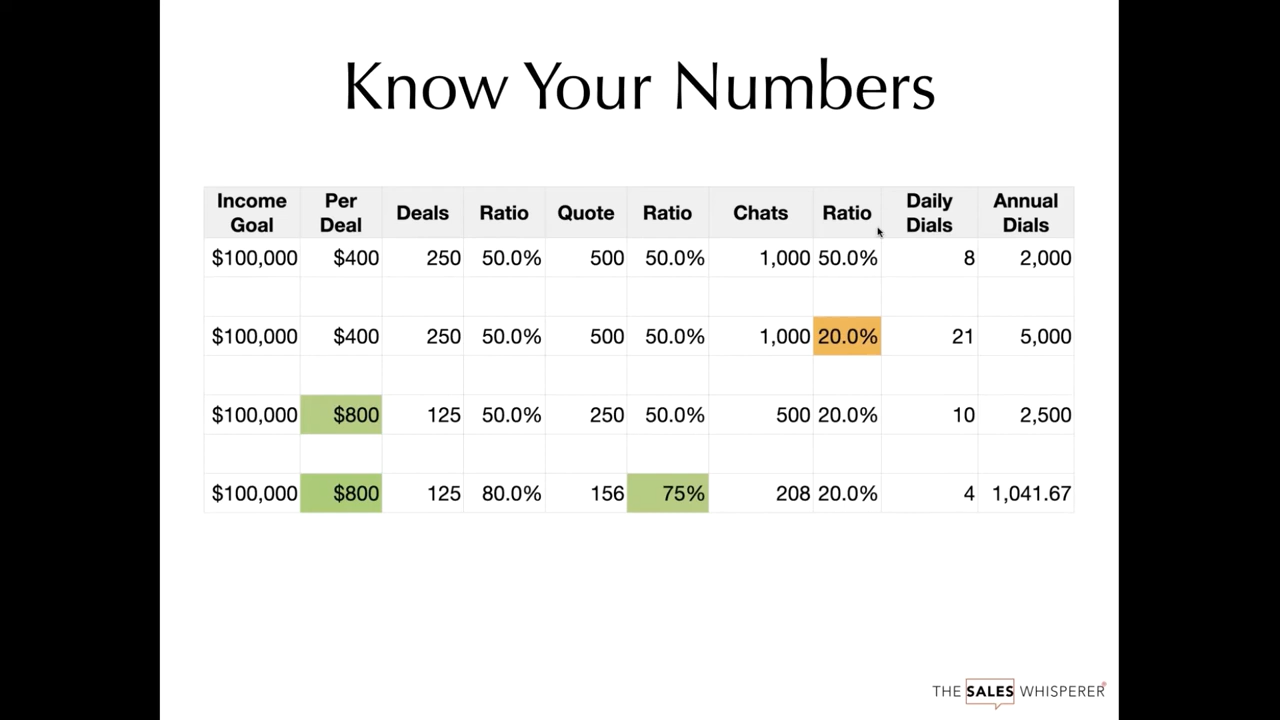 Know Your Numbers
Income Goal Per Deal Deals Ratio Quote Ratio Chats Ratio Daily Dials Annual Dials
$100,000 $400 250 50.0% 500 50.0% 1,000 50.0% 8 2,000
$100,000 $400 250 50.0% 500 50.0% 1,000 20.0% 21 5,000
$100,000 $800 125 50.0% 250 50.0% 500 20.0% 10 2,500
$100,000 $800 125 80.0% 156 75% 208 20.0% 4 1,041.67
THE SALES WHISPERER